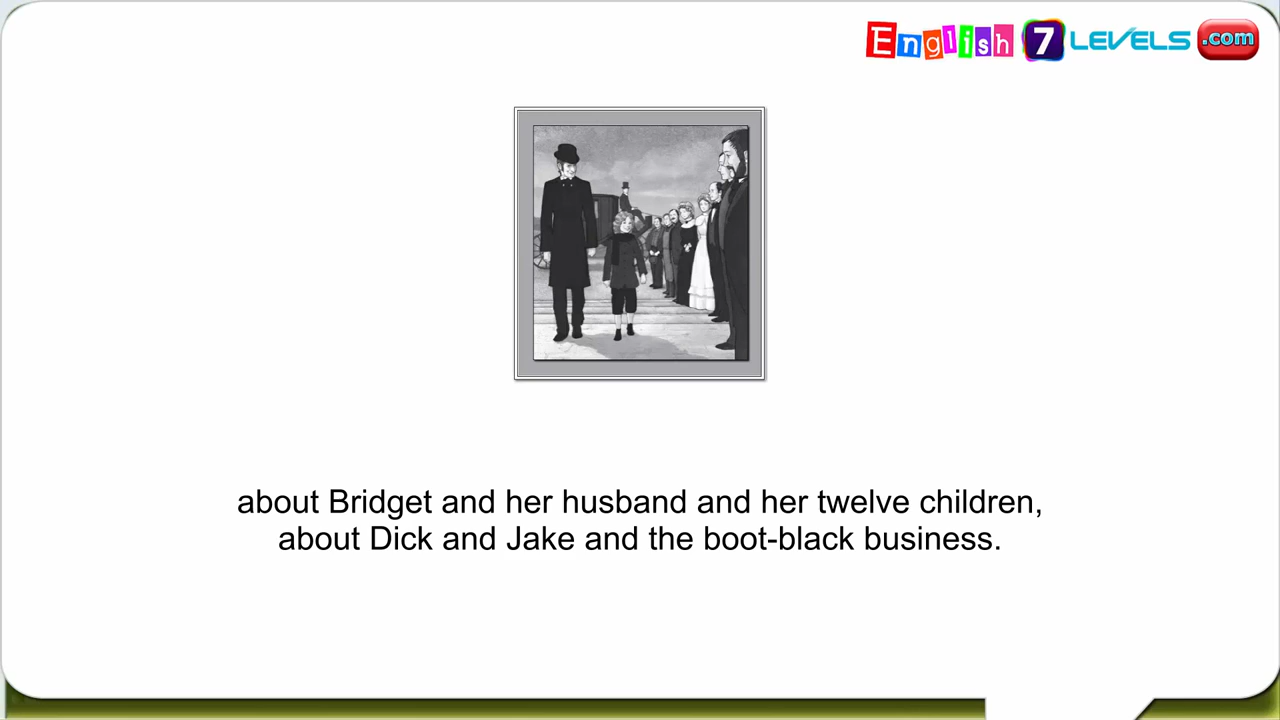 English 7 LEVELS .com
about Bridget and her husband and her twelve children,
about Dick and Jake and the boot-black business.